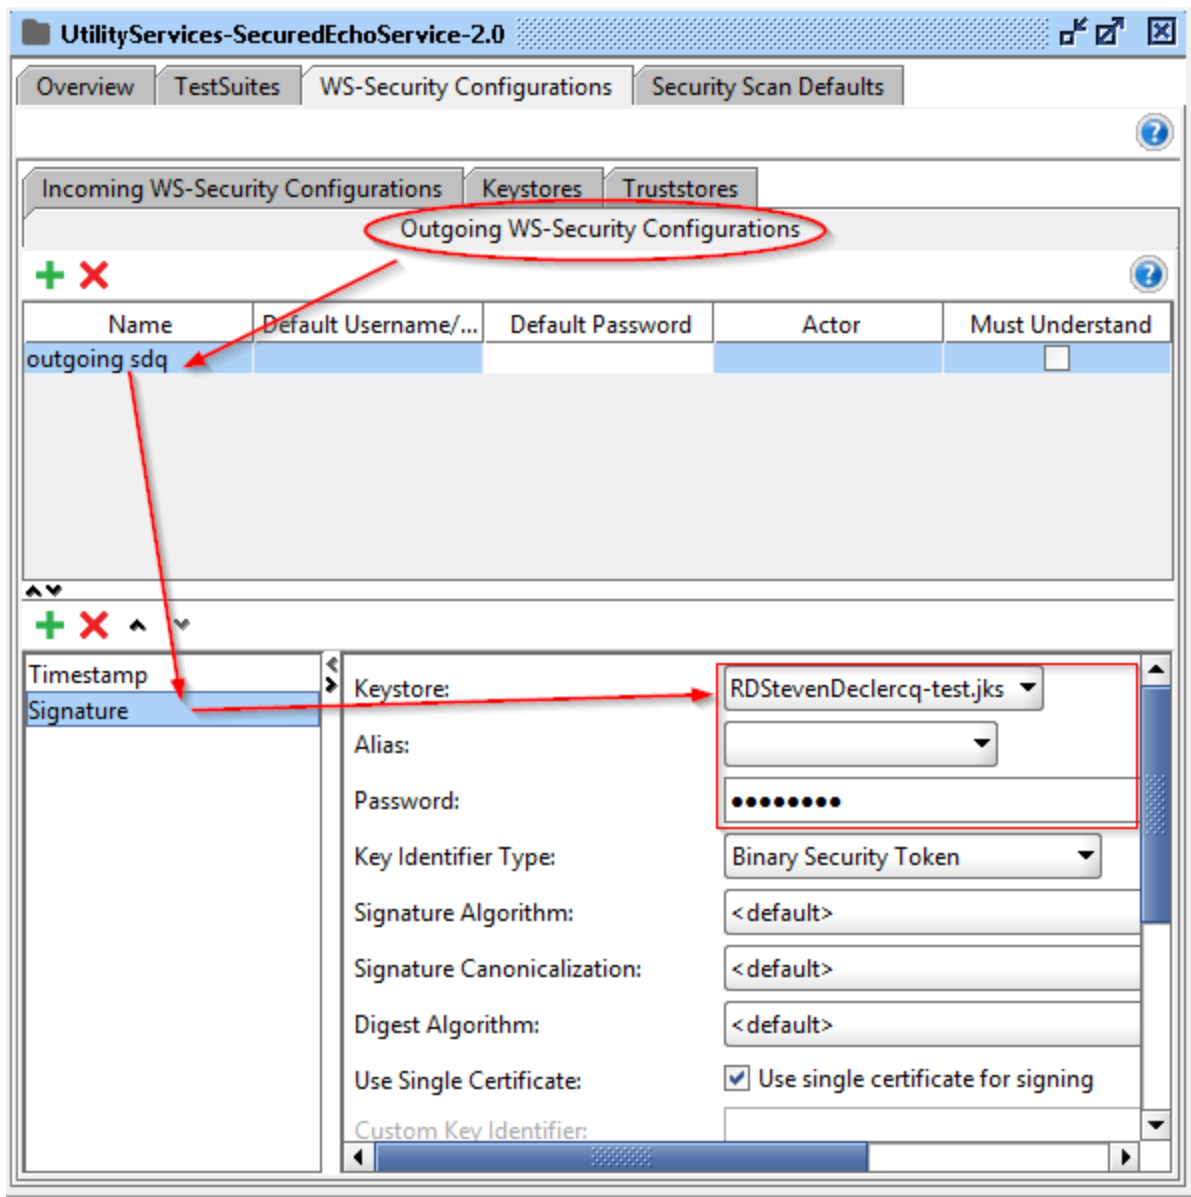 UtilityServices-SecuredEchoService-2.0
Overview TestSuites WS-Security Configurations Security Scan Defaults
Incoming WS-Security Configurations Keystores Truststores
Outgoing WS-Security Configurations
Name Default Username/... Default Password Actor Must Understand
outgoing sdq
Timestamp
Signature
Keystore: RDStevenDeclercq-test.jks
Alias:
Password: ●●●●●●●●
Key Identifier Type: Binary Security Token
Signature Algorithm: <default>
Signature Canonicalization: <default>
Digest Algorithm: <default>
Use Single Certificate: Use single certificate for signing
Custom Key Identifier: